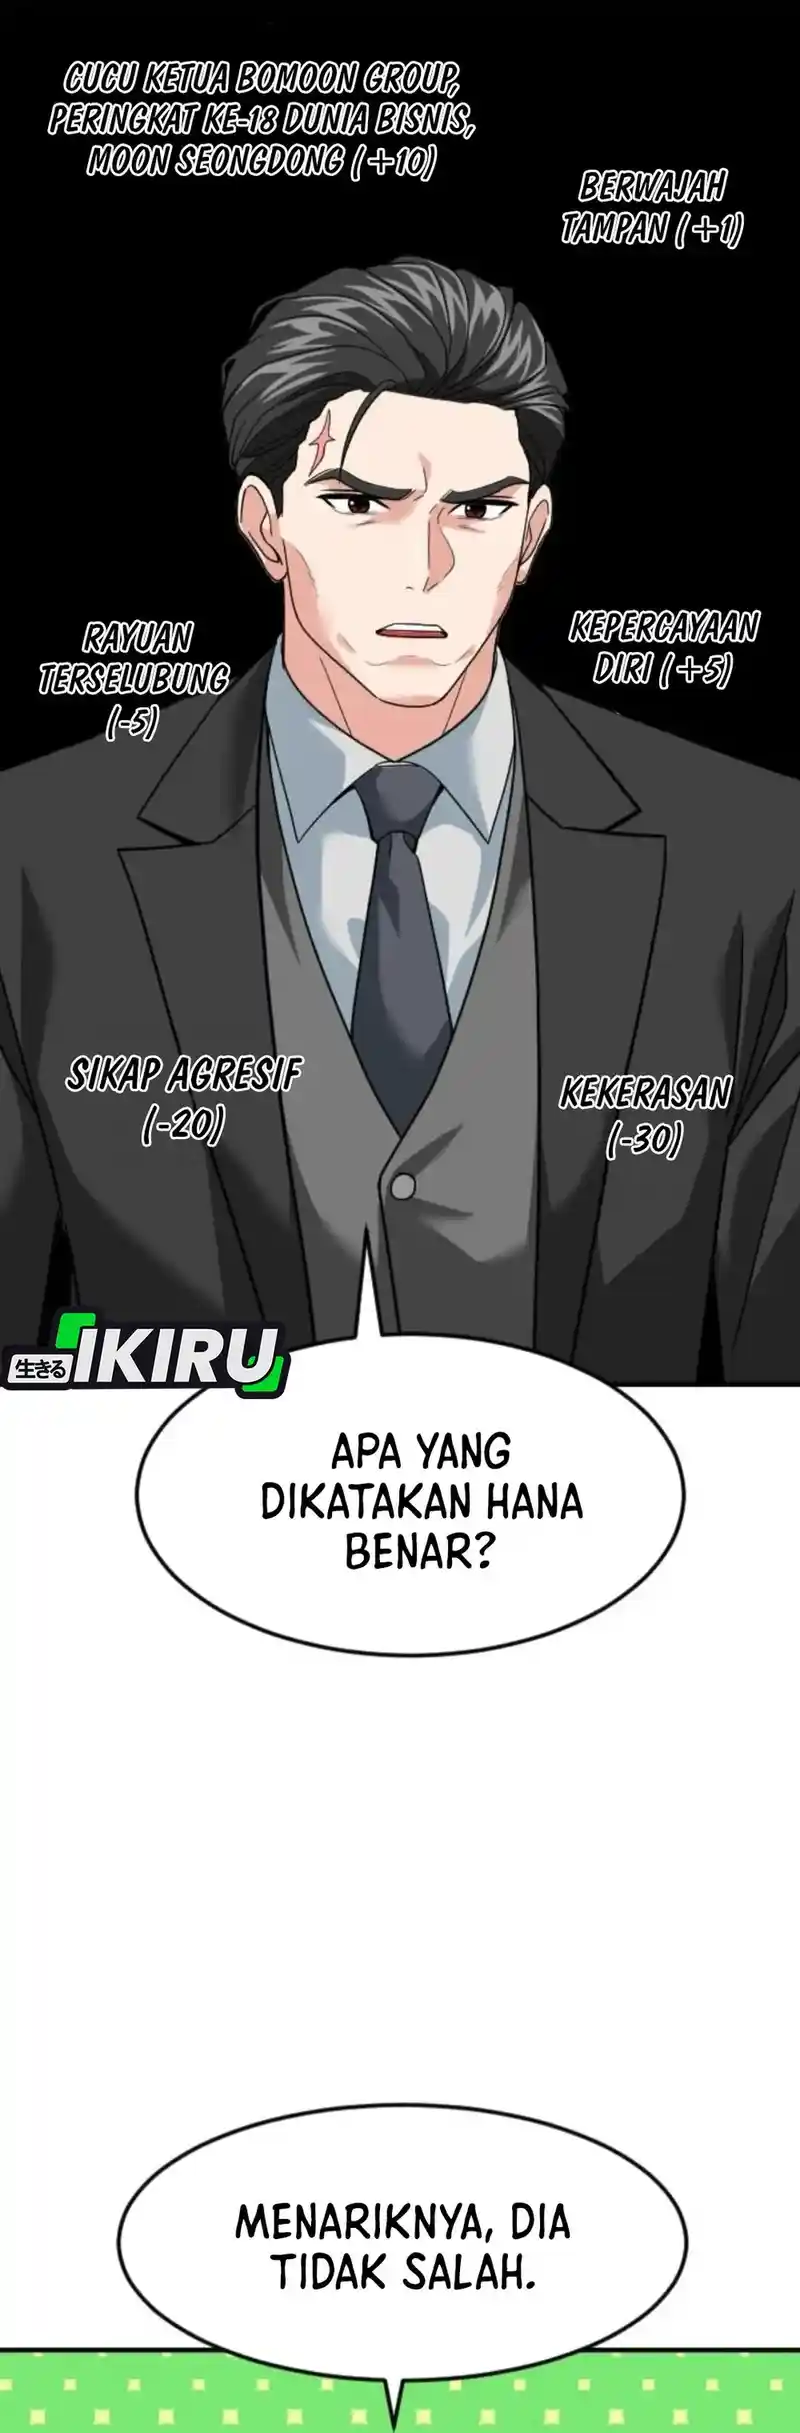 CUCU KETUA BOMOON GROUP,
PERINGKAT KE-18 DUNIA BISNIS,
MOON SEONGDONG (+10)
BERWAJAH
TAMPAN (+1)
RAYUAN
TERSELUBUNG
(-5)
KEPERCAYAAN
DIRI (+5)
SIKAP AGRESIF
(-20)
KEKERASAN
(-30)
生きる IKIRU
APA YANG
DIKATAKAN HANA
BENAR?
MENARIKNYA, DIA
TIDAK SALAH.